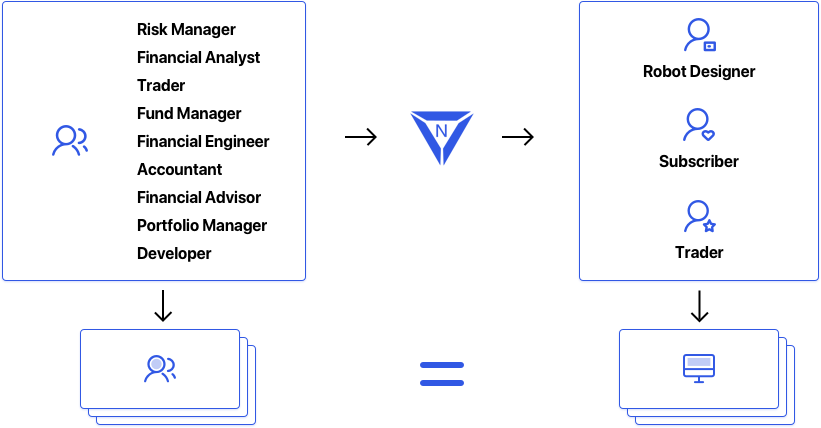 Risk Manager
Financial Analyst
Trader
Fund Manager
Financial Engineer
Accountant
Financial Advisor
Portfolio Manager
Developer
N
Robot Designer
Subscriber
Trader